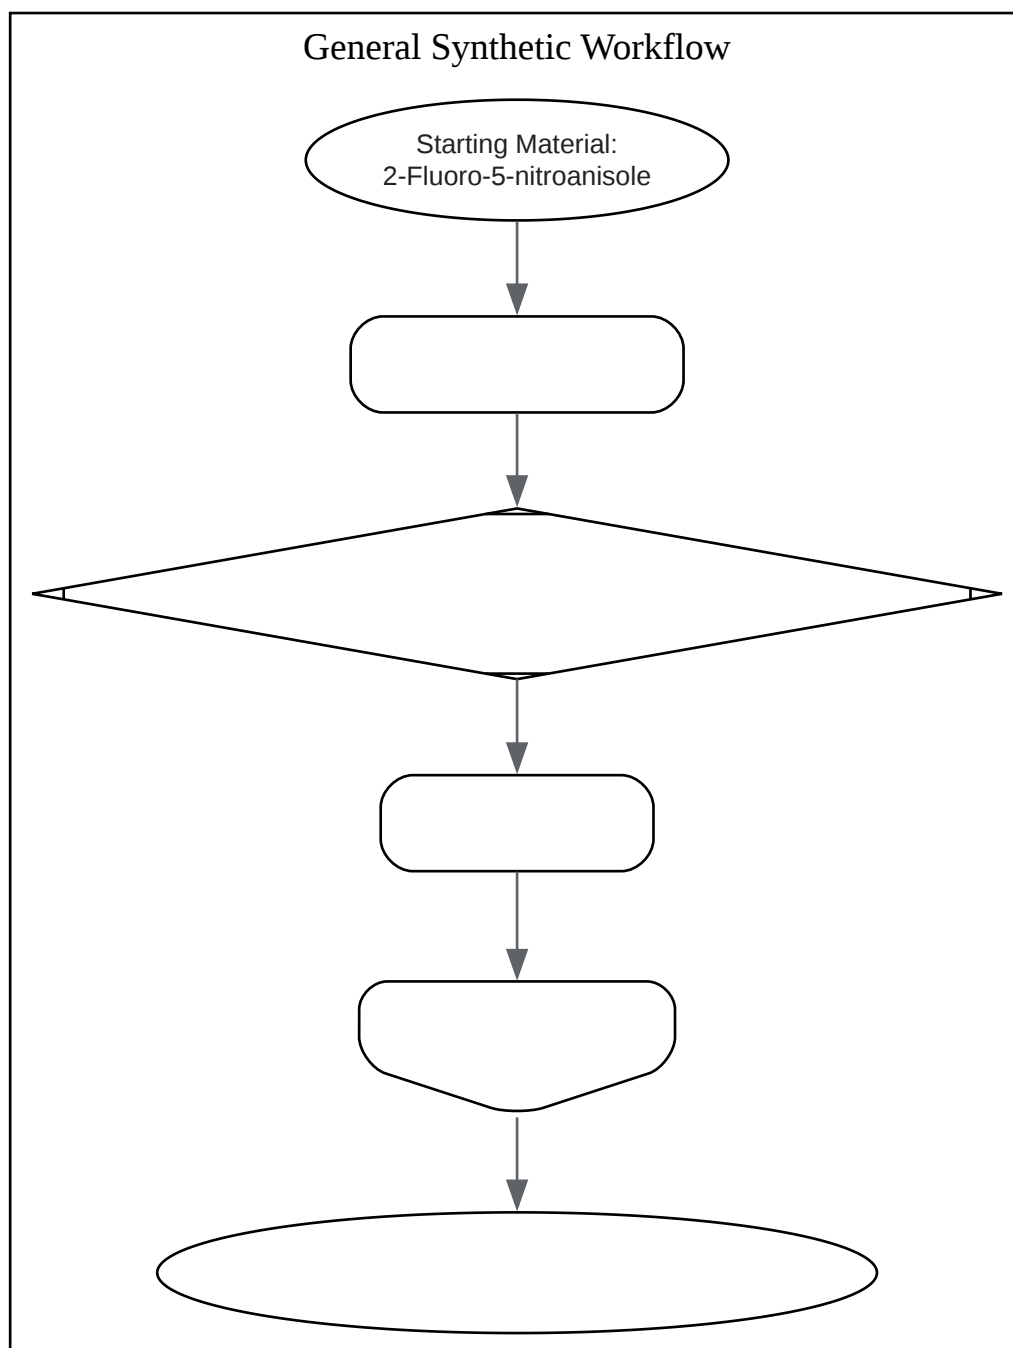 General Synthetic Workflow
Starting Material:
2-Fluoro-5-nitroanisole